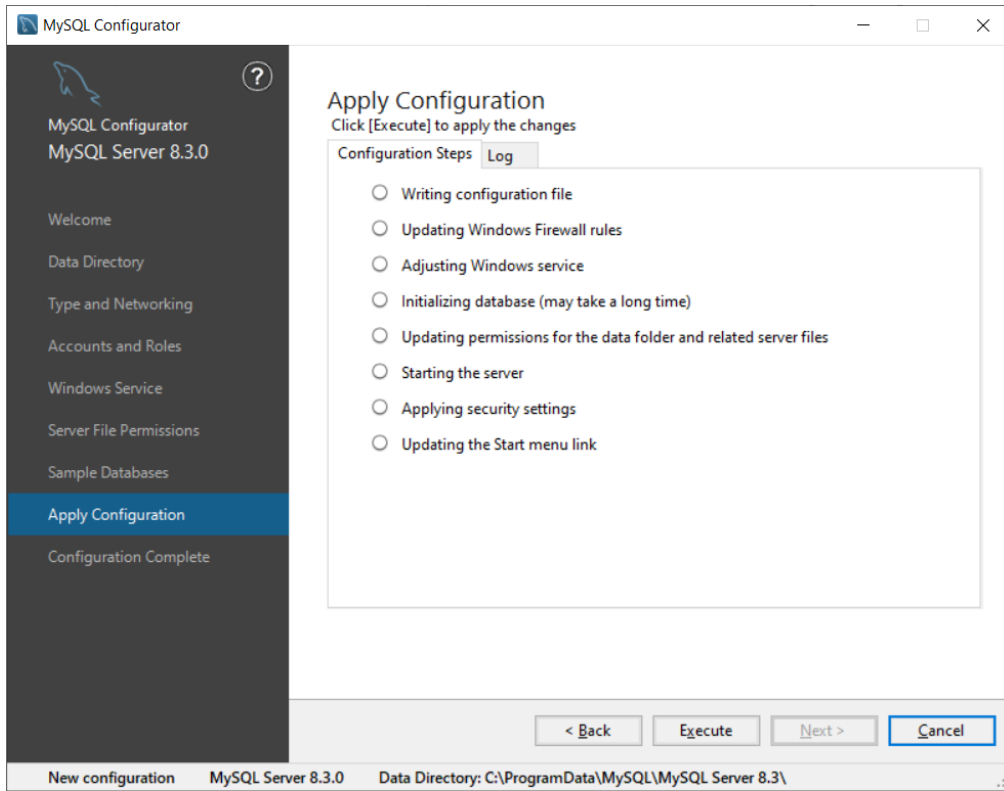 MySQL Configurator
?
MySQL Configurator
MySQL Server 8.3.0
Welcome
Data Directory
Type and Networking
Accounts and Roles
Windows Service
Server File Permissions
Sample Databases
Apply Configuration
Configuration Complete
Apply Configuration
Click [Execute] to apply the changes
Configuration Steps Log
Writing configuration file
Updating Windows Firewall rules
Adjusting Windows service
Initializing database (may take a long time)
Updating permissions for the data folder and related server files
Starting the server
Applying security settings
Updating the Start menu link
< Back Execute Next > Cancel
New configuration MySQL Server 8.3.0 Data Directory: C:\ProgramData\MySQL\MySQL Server 8.3\